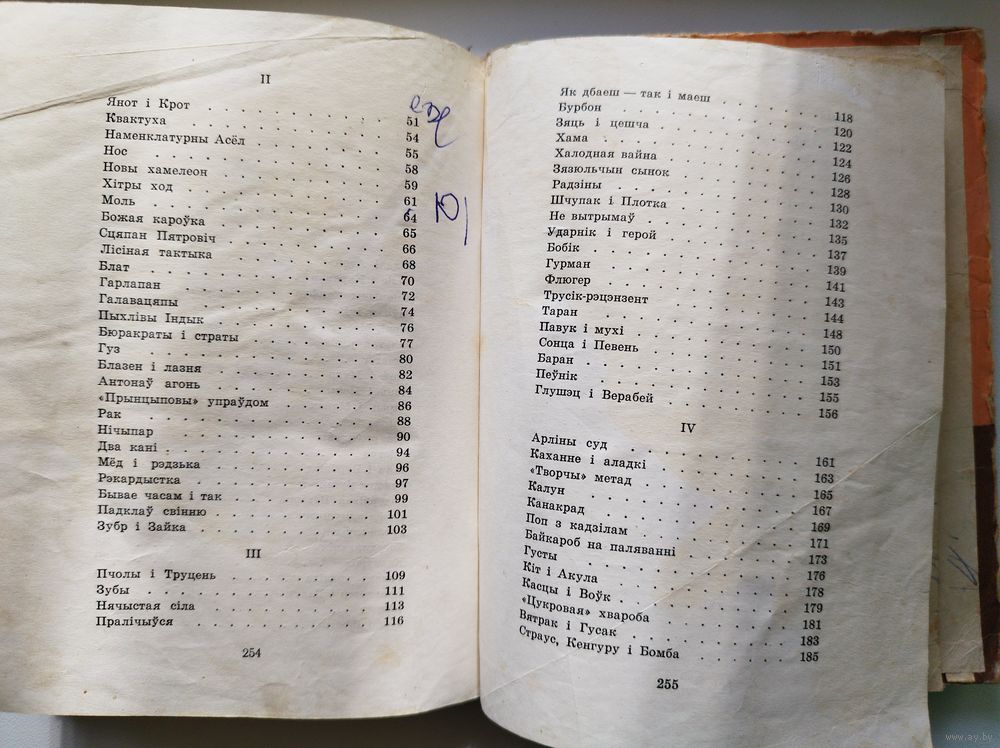 II
Янот і Крот 51
Квактуха 54
Наменклатурны Асёл 55
Нос 58
Новы хамелеон 59
Хітры ход 61
Моль 64
Божая кароўка 65
Сцяпан Пятровіч 66
Лісіная тактыка 68
Блат 70
Гарлапан 72
Галавацяпы 74
Пыхлівы Індык 76
Бюракраты і страты 77
Гуз 80
Блазен і лазня 82
Антонаў агонь 84
«Прынцыповы» упраўдом 86
Рак 88
Нічыпар 90
Два кані 94
Мёд і рэдзька 96
Рэкардыстка 97
Бывае часам і так 99
Падклаў свінню 101
Зубр і Зайка 103
III
Пчолы і Труцень 109
Зубы 111
Нячыстая сіла 113
Пралічыўся 116
254
Ю
Як дбаеш — так і маеш 118
Бурбон 120
Зяць і цешча 122
Хама 124
Халодная вайна 126
Зязюльчын сынок 128
Радзіны 130
Шчупак і Плотка 132
Не вытрымаў 135
Ударнік і герой 137
Бобік 139
Гурман 141
Флюгер 143
Трусік-рэцэнзент 144
Таран 148
Павук і мухі 150
Сонца і Певень 151
Баран 153
Пеўнік 155
Глушэц і Верабей 156
IV
Арліны суд 161
Каханне і аладкі 163
«Творчы» метад 165
Калун 167
Канакрад 169
Поп з кадзілам 171
Байкароб на паляванні 173
Густы 176
Кіт і Акула 178
Касцы і Воўк 179
«Цукровая» хвароба 181
Вятрак і Гусак 183
Страус, Кенгуру і Бомба 185
255
www.ay.by